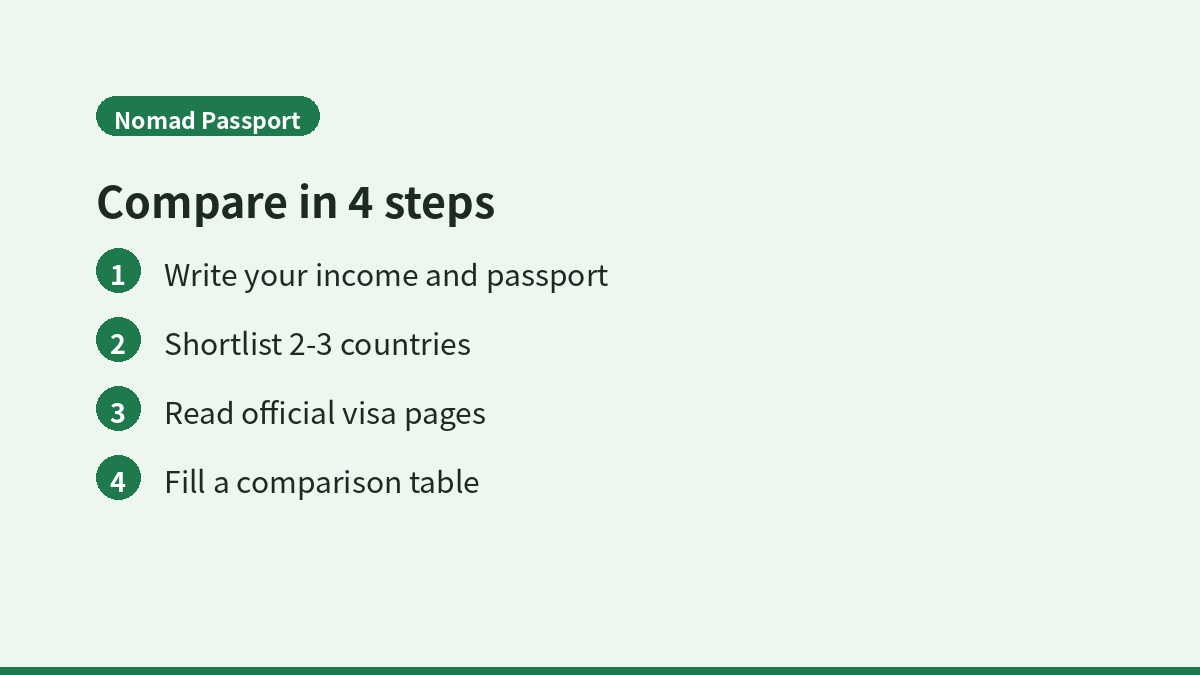 Nomad Passport
Compare in 4 steps
1 Write your income and passport
2 Shortlist 2-3 countries
3 Read official visa pages
4 Fill a comparison table